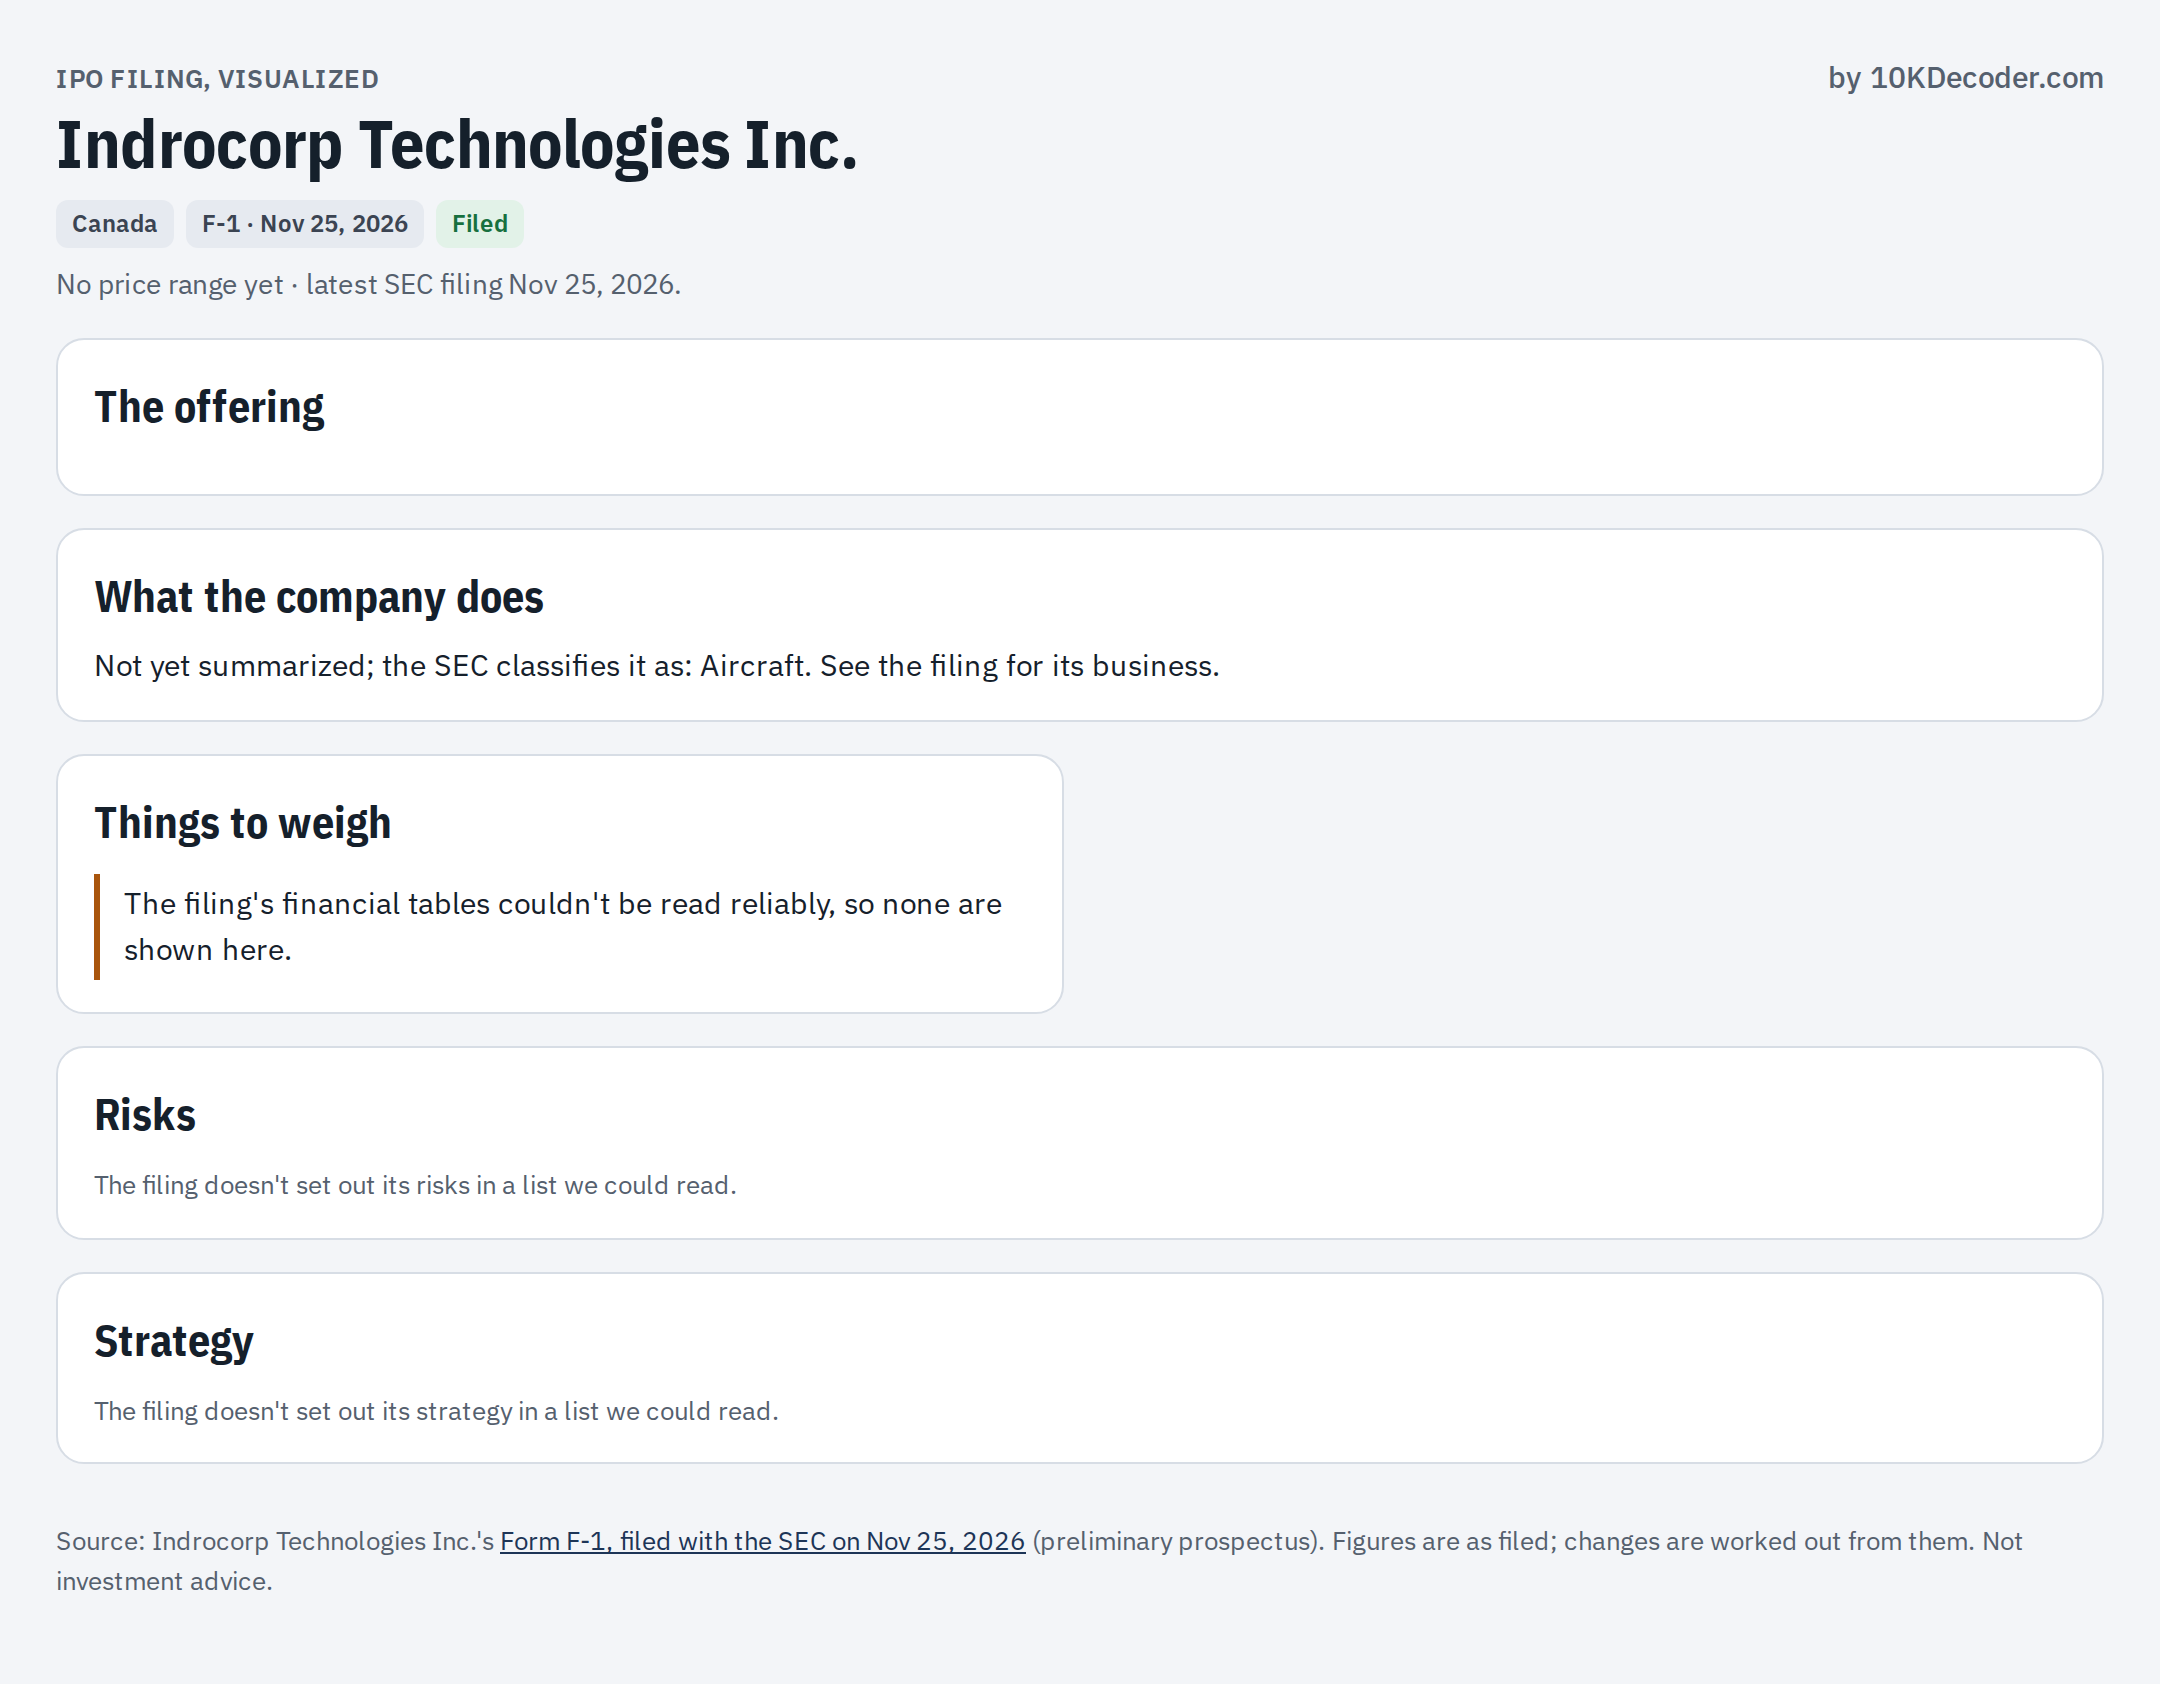 IPO FILING, VISUALIZED
by 10KDecoder.com
Indrocorp Technologies Inc.
Canada
F-1 · Nov 25, 2026
Filed
No price range yet · latest SEC filing Nov 25, 2026.
The offering
What the company does
Not yet summarized; the SEC classifies it as: Aircraft. See the filing for its business.
Things to weigh
The filing's financial tables couldn't be read reliably, so none are
shown here.
Risks
The filing doesn't set out its risks in a list we could read.
Strategy
The filing doesn't set out its strategy in a list we could read.
Source: Indrocorp Technologies Inc.'s Form F-1, filed with the SEC on Nov 25, 2026 (preliminary prospectus). Figures are as filed; changes are worked out from them. Not
investment advice.